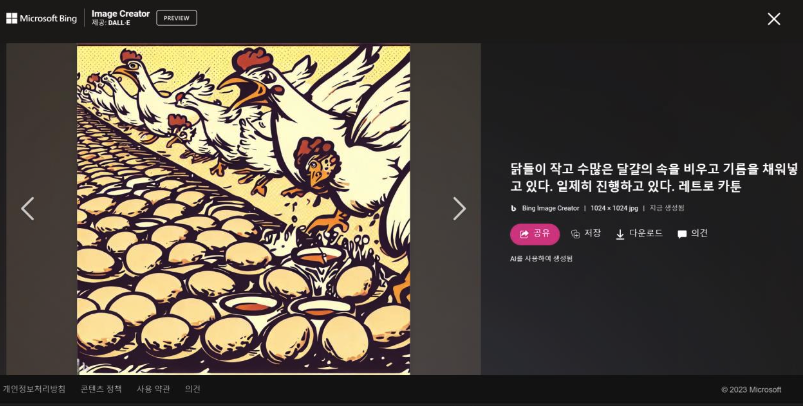 Microsoft Bing
Image Creator
제공: DALL·E
PREVIEW
닭들이 작고 수많은 달걀의 속을 비우고 기름을 채워넣
고 있다. 일제히 진행하고 있다. 레트로 카툰
b Bing Image Creator | 1024 × 1024 jpg | 지금 생성됨
공유 저장 다운로드 의견
AI를 사용하여 생성됨
개인정보처리방침 콘텐츠 정책 사용 약관 의견 © 2023 Microsoft